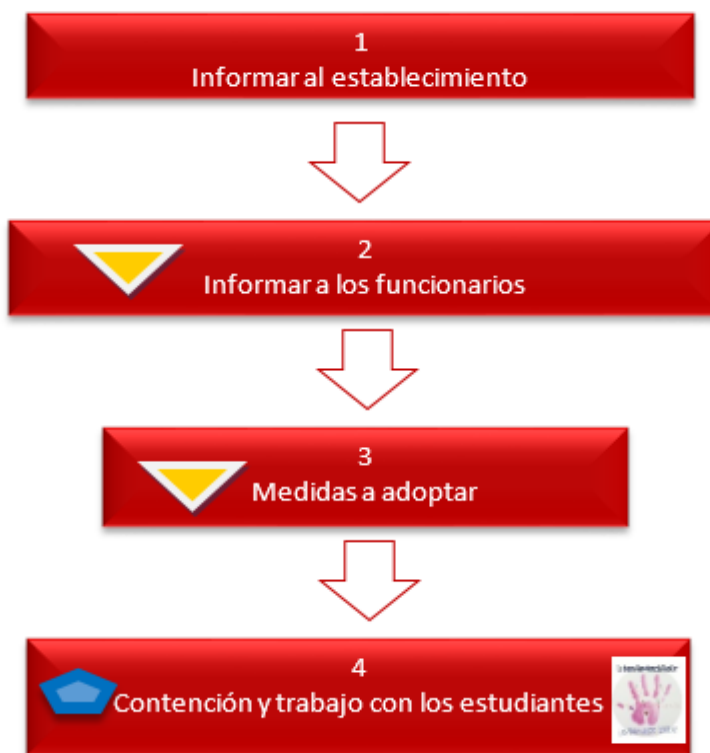 1
Informar al establecimiento
2
Informar a los funcionarios
3
Medidas a adoptar
4
Contención y trabajo con los estudiantes